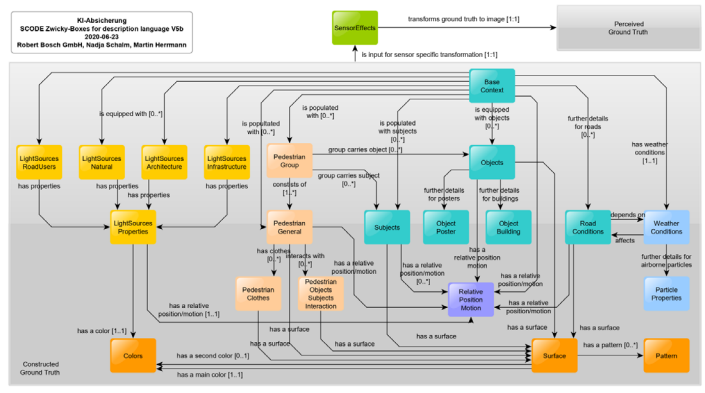 KI-Absicherung
SCODE Zwicky-Boxes for description language V5b
2020-06-23
Robert Bosch GmbH, Nadja Schalm, Martin Herrmann
SensorEffects
transforms ground truth to image [1:1]
Perceived
Ground Truth
is input for sensor specific transformation [1:1]
Base
Context
is equipped with [0..*]
is popultated
with [0..*]
is populated
with [0..*]
is populated
with subjects [0..*]
is equipped
with objects
[0..*]
further details
for roads
[0..*]
has weather
conditions
[1..1]
LightSources
RoadUsers
LightSources
Natural
LightSources
Architecture
LightSources
Infrastructure
Pedestrian
Group
group carries object [0..*]
Objects
has properties
has properties
has properties
has properties
group carries subject
[0..*]
consists of
[1..*]
further details
for posters
further details
for buildings
LightSources
Properties
Pedestrian
General
Subjects
Object
Poster
Object
Building
Road
Conditions
depends on
affects
Weather
Conditions
has clothes
[0..*]
interacts with
[0..*]
has a relative
position/motion
has a relative
position/motion
[0..*]
has a
relative position
motion
has a relative
position/motion
further details for
airborne particles
Pedestrian
Clothes
Pedestrian
Objects
Subjects
Interaction
Relative
Position
Motion
Particle
Properties
has a relative
position/motion [1..1]
has a relative
position/motion
has a color [1..1]
has a surface
has a surface
has a surface
has a surface
has a surface
has a surface
Colors
has a second color [0..1]
has a main color [1..1]
Surface
has a pattern [0..*]
Pattern
Constructed
Ground Truth